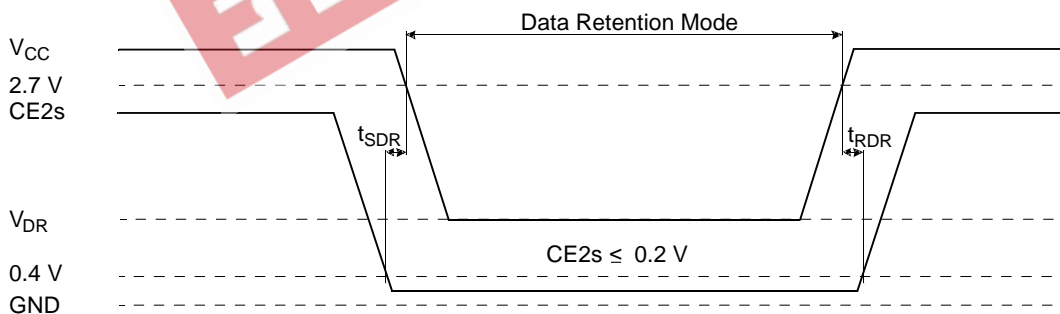 Data Retention Mode
VCC
2.7 V
CE2s
tSDR
tRDR
VDR
CE2s ≤ 0.2 V
0.4 V
GND